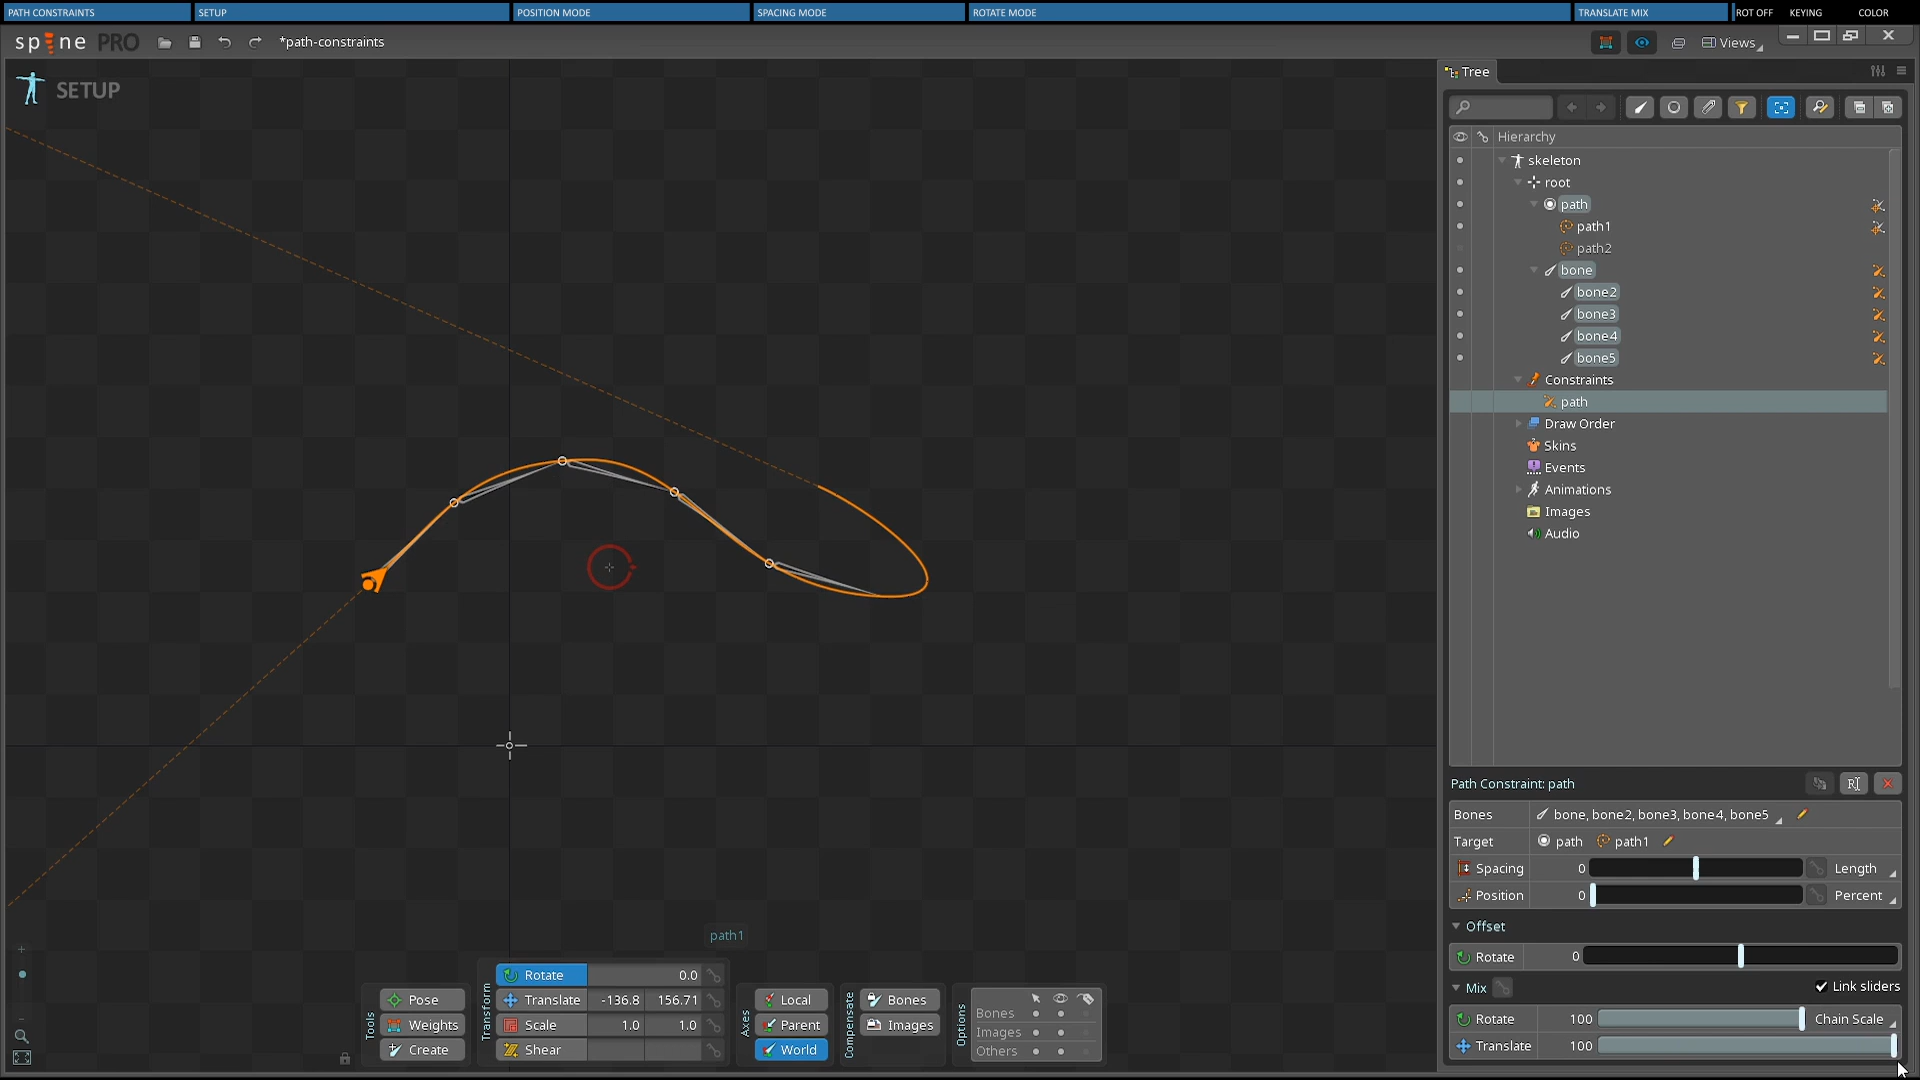 PATH CONSTRAINTS SETUP POSITION MODE SPACING MODE ROTATE MODE TRANSLATE MIX ROT OFF KEYING COLOR
spine PRO *path-constraints Views
SETUP
Tree
Hierarchy
skeleton
root
path
path1
path2
bone
bone2
bone3
bone4
bone5
Constraints
path
Draw Order
Skins
Events
Animations
Images
Audio
Path Constraint: path
Bones bone, bone2, bone3, bone4, bone5
Target path path1
Spacing 0 Length
Position 0 Percent
Offset
Rotate 0
Mix Link sliders
Rotate 100 Chain Scale
Translate 100
path1
Tools
Pose
Weights
Create
Transform
Rotate 0.0
Translate -136.8 156.71
Scale 1.0 1.0
Shear
Axes
Local
Parent
World
Compensate
Bones
Images
Options
Bones
Images
Others